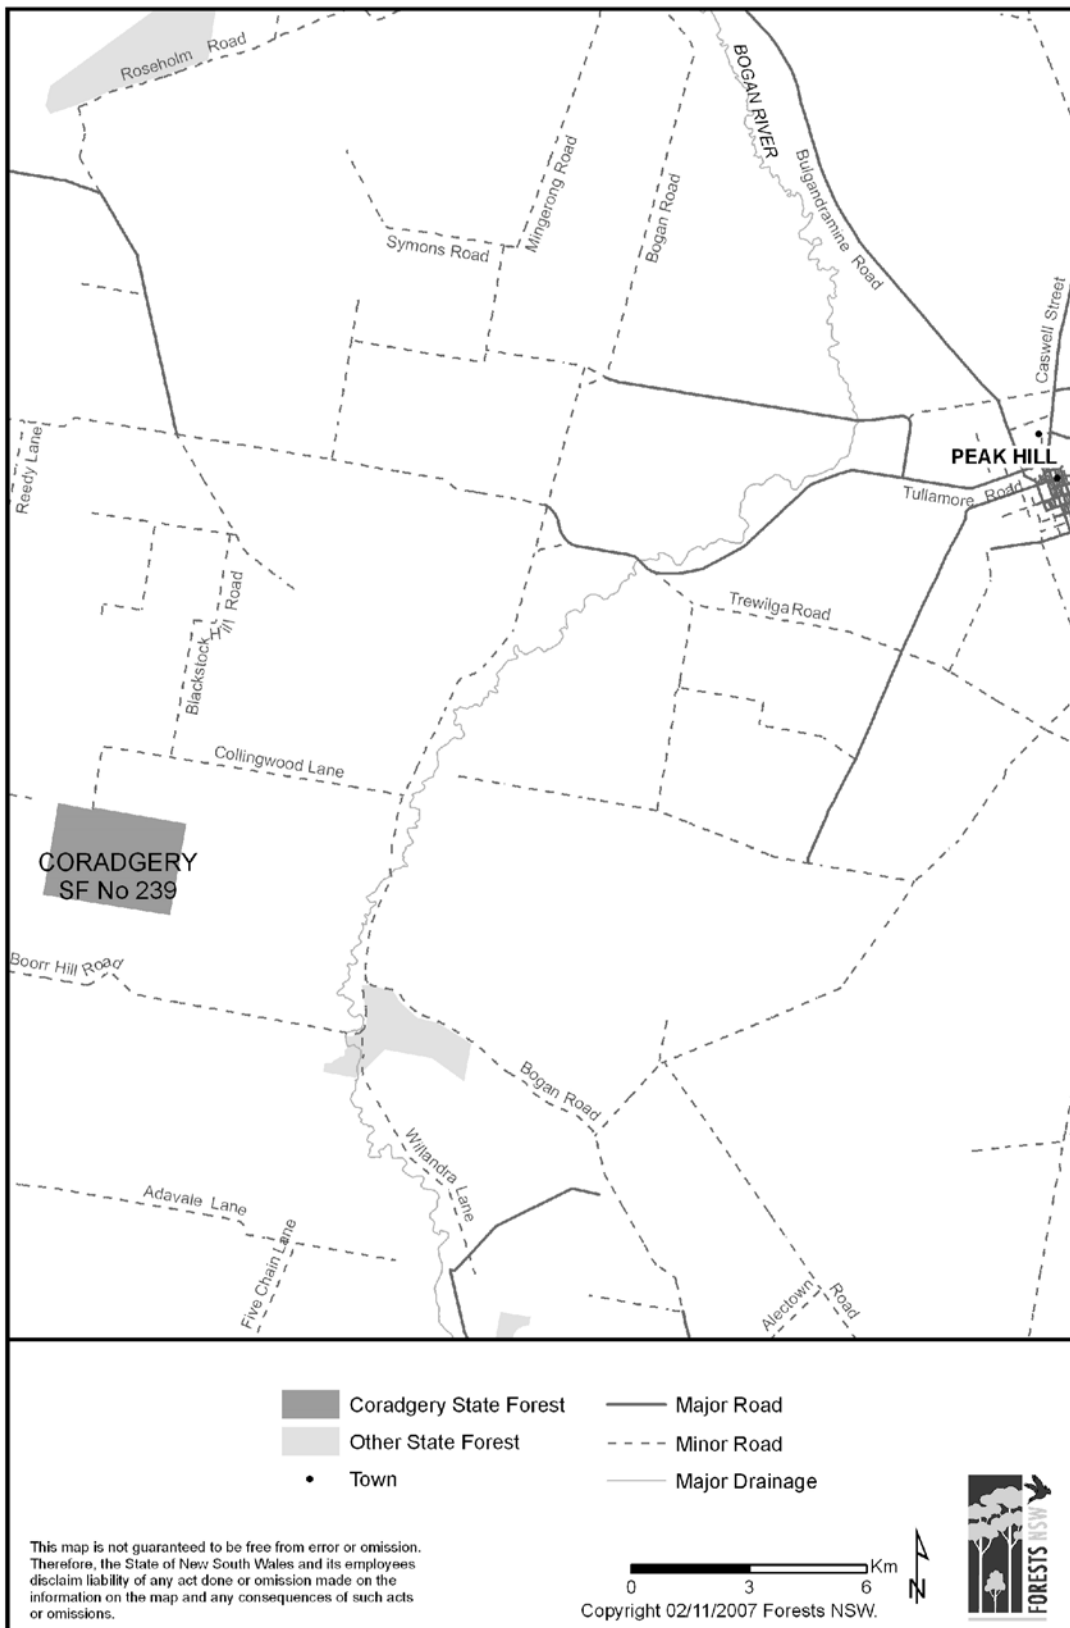 Roseholm Road
BOGAN RIVER
Mingerong Road
Bogan Road
Bulgandramine Road
Symons Road
Caswell Street
Reedy Lane
PEAK HILL
Tullamore Road
Blackstock Hill Road
Trewilga Road
Collingwood Lane
CORADGERY
SF No 239
Boorr Hill Road
Bogan Road
Willandra Lane
Adavale Lane
Five Chain Lane
Alectown Road
Coradgery State Forest
Other State Forest
Town
Major Road
Minor Road
Major Drainage
This map is not guaranteed to be free from error or omission.
Therefore, the State of New South Wales and its employees
disclaim liability of any act done or omission made on the
information on the map and any consequences of such acts
or omissions.
Km
0 3 6
Copyright 02/11/2007 Forests NSW.
N
FORESTS NSW